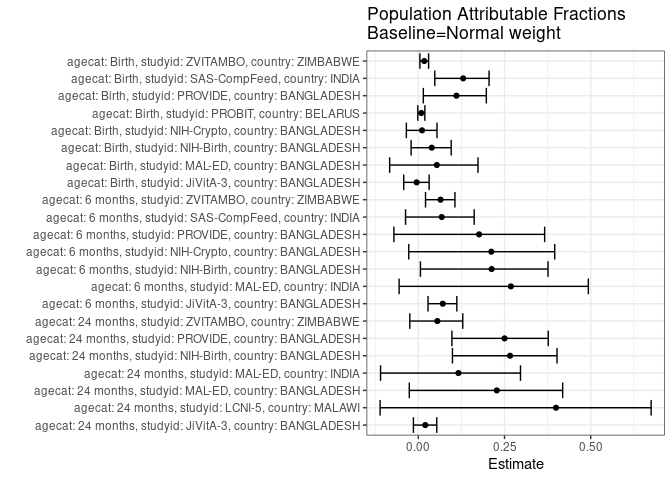 Population Attributable Fractions
Baseline=Normal weight
agecat: Birth, studyid: ZVITAMBO, country: ZIMBABWE
agecat: Birth, studyid: SAS-CompFeed, country: INDIA
agecat: Birth, studyid: PROVIDE, country: BANGLADESH
agecat: Birth, studyid: PROBIT, country: BELARUS
agecat: Birth, studyid: NIH-Crypto, country: BANGLADESH
agecat: Birth, studyid: NIH-Birth, country: BANGLADESH
agecat: Birth, studyid: MAL-ED, country: BANGLADESH
agecat: Birth, studyid: JiVitA-3, country: BANGLADESH
agecat: 6 months, studyid: ZVITAMBO, country: ZIMBABWE
agecat: 6 months, studyid: SAS-CompFeed, country: INDIA
agecat: 6 months, studyid: PROVIDE, country: BANGLADESH
agecat: 6 months, studyid: NIH-Crypto, country: BANGLADESH
agecat: 6 months, studyid: NIH-Birth, country: BANGLADESH
agecat: 6 months, studyid: MAL-ED, country: INDIA
agecat: 6 months, studyid: JiVitA-3, country: BANGLADESH
agecat: 24 months, studyid: ZVITAMBO, country: ZIMBABWE
agecat: 24 months, studyid: PROVIDE, country: BANGLADESH
agecat: 24 months, studyid: NIH-Birth, country: BANGLADESH
agecat: 24 months, studyid: MAL-ED, country: INDIA
agecat: 24 months, studyid: MAL-ED, country: BANGLADESH
agecat: 24 months, studyid: LCNI-5, country: MALAWI
agecat: 24 months, studyid: JiVitA-3, country: BANGLADESH
0.00 0.25 0.50
Estimate